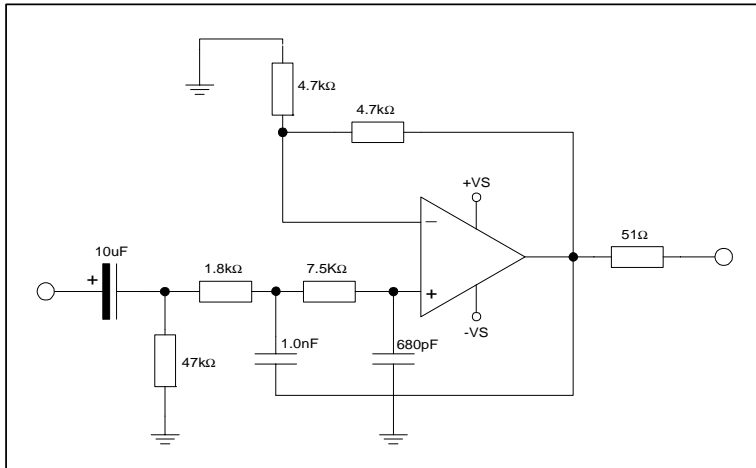 4.7kΩ
4.7kΩ
+VS
−
51Ω
10uF
+
1.8kΩ
7.5KΩ
+
-VS
1.0nF
680pF
47kΩ